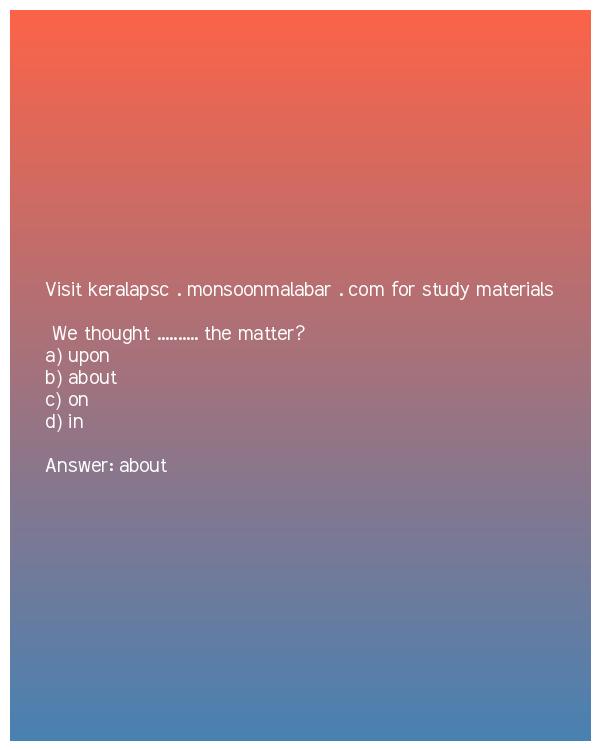 Visit keralapsc . monsoonmalabar . com for study materials
We thought .......... the matter?
a) upon
b) about
c) on
d) in
Answer: about